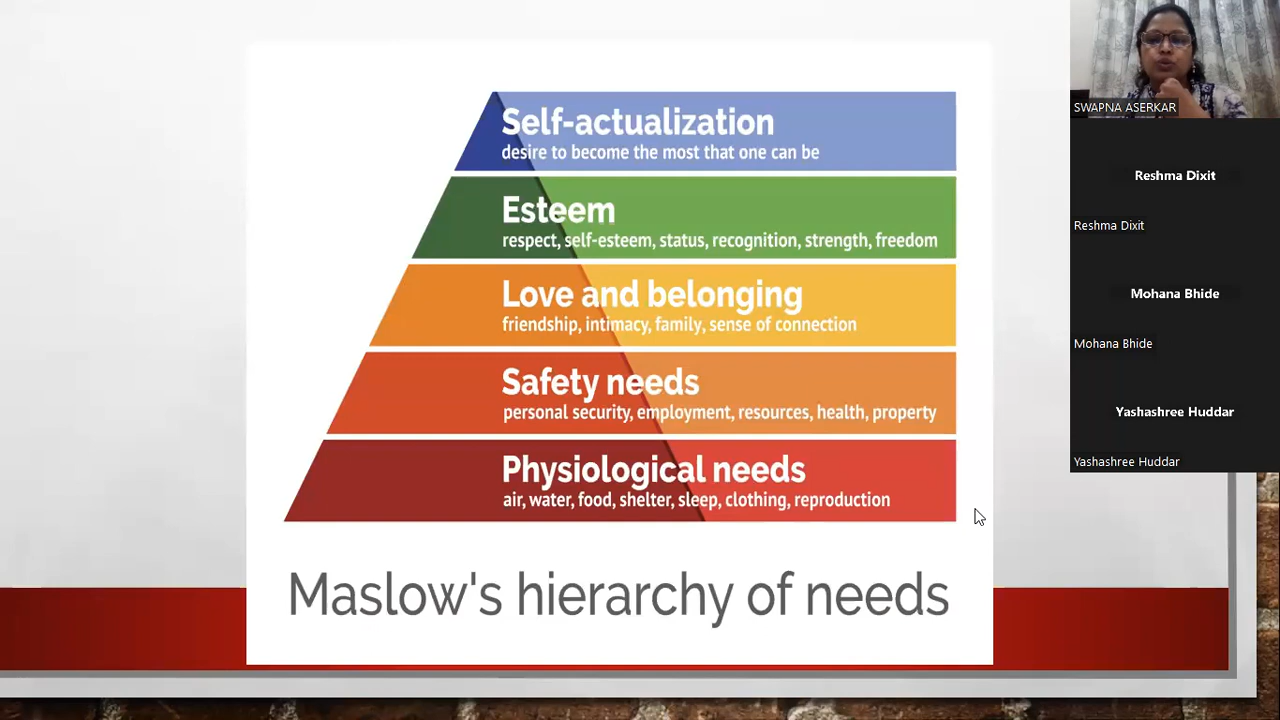 Self-actualization
desire to become the most that one can be
Esteem
respect, self-esteem, status, recognition, strength, freedom
Love and belonging
friendship, intimacy, family, sense of connection
Safety needs
personal security, employment, resources, health, property
Physiological needs
air, water, food, shelter, sleep, clothing, reproduction
Maslow's hierarchy of needs
SWAPNA ASERKAR
Reshma Dixit
Reshma Dixit
Mohana Bhide
Mohana Bhide
Yashashree Huddar
Yashashree Huddar